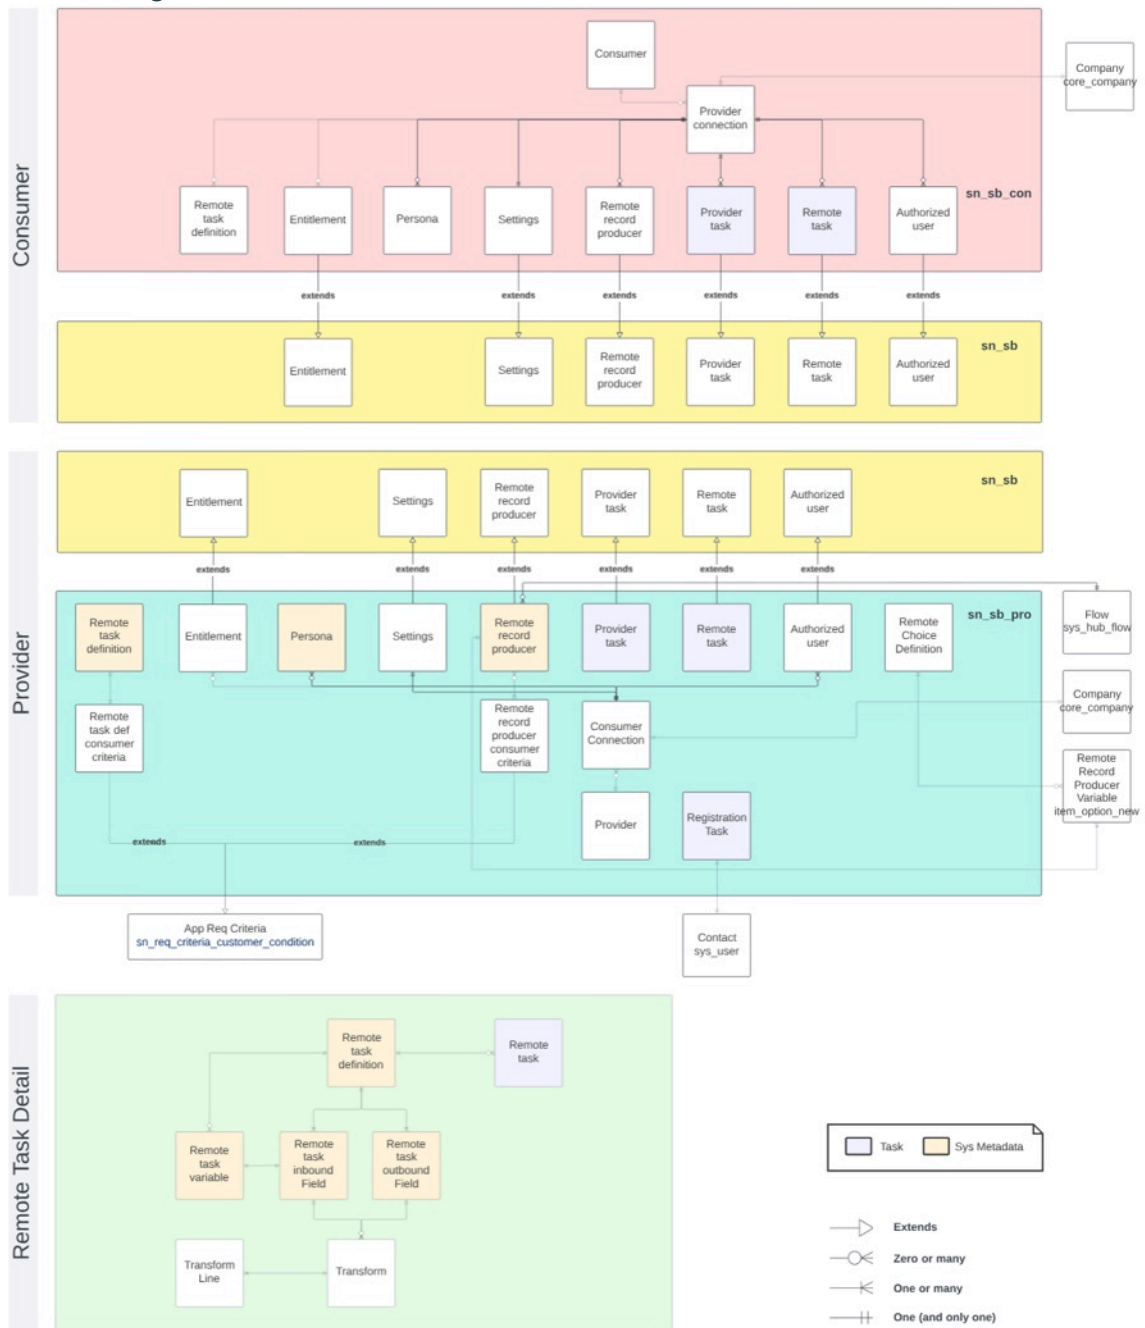 Consumer
Consumer
Company
core_company
Provider
connection
sn_sb_con
Remote
task
definition
Entitlement
Persona
Settings
Remote
record
producer
Provider
task
Remote
task
Authorized
user
extends
extends
extends
extends
extends
extends
sn_sb
Entitlement
Settings
Remote
record
producer
Provider
task
Remote
task
Authorized
user
Provider
sn_sb
Entitlement
Settings
Remote
record
producer
Provider
task
Remote
task
Authorized
user
extends
extends
extends
extends
extends
extends
sn_sb_pro
Remote
task
definition
Entitlement
Persona
Settings
Remote
record
producer
Provider
task
Remote
task
Authorized
user
Remote
Choice
Definition
Flow
sys_hub_flow
Remote
task def
consumer
criteria
Remote
record
producer
consumer
criteria
Consumer
Connection
Company
core_company
Remote
Record
Producer
Variable
item_option_new
Provider
Registration
Task
extends
extends
App Req Criteria
sn_req_criteria_customer_condition
Contact
sys_user
Remote Task Detail
Remote
task
definition
Remote
task
Remote
task
variable
Remote
task
inbound
Field
Remote
task
outbound
Field
Transform
Line
Transform
Task
Sys Metadata
Extends
Zero or many
One or many
One (and only one)